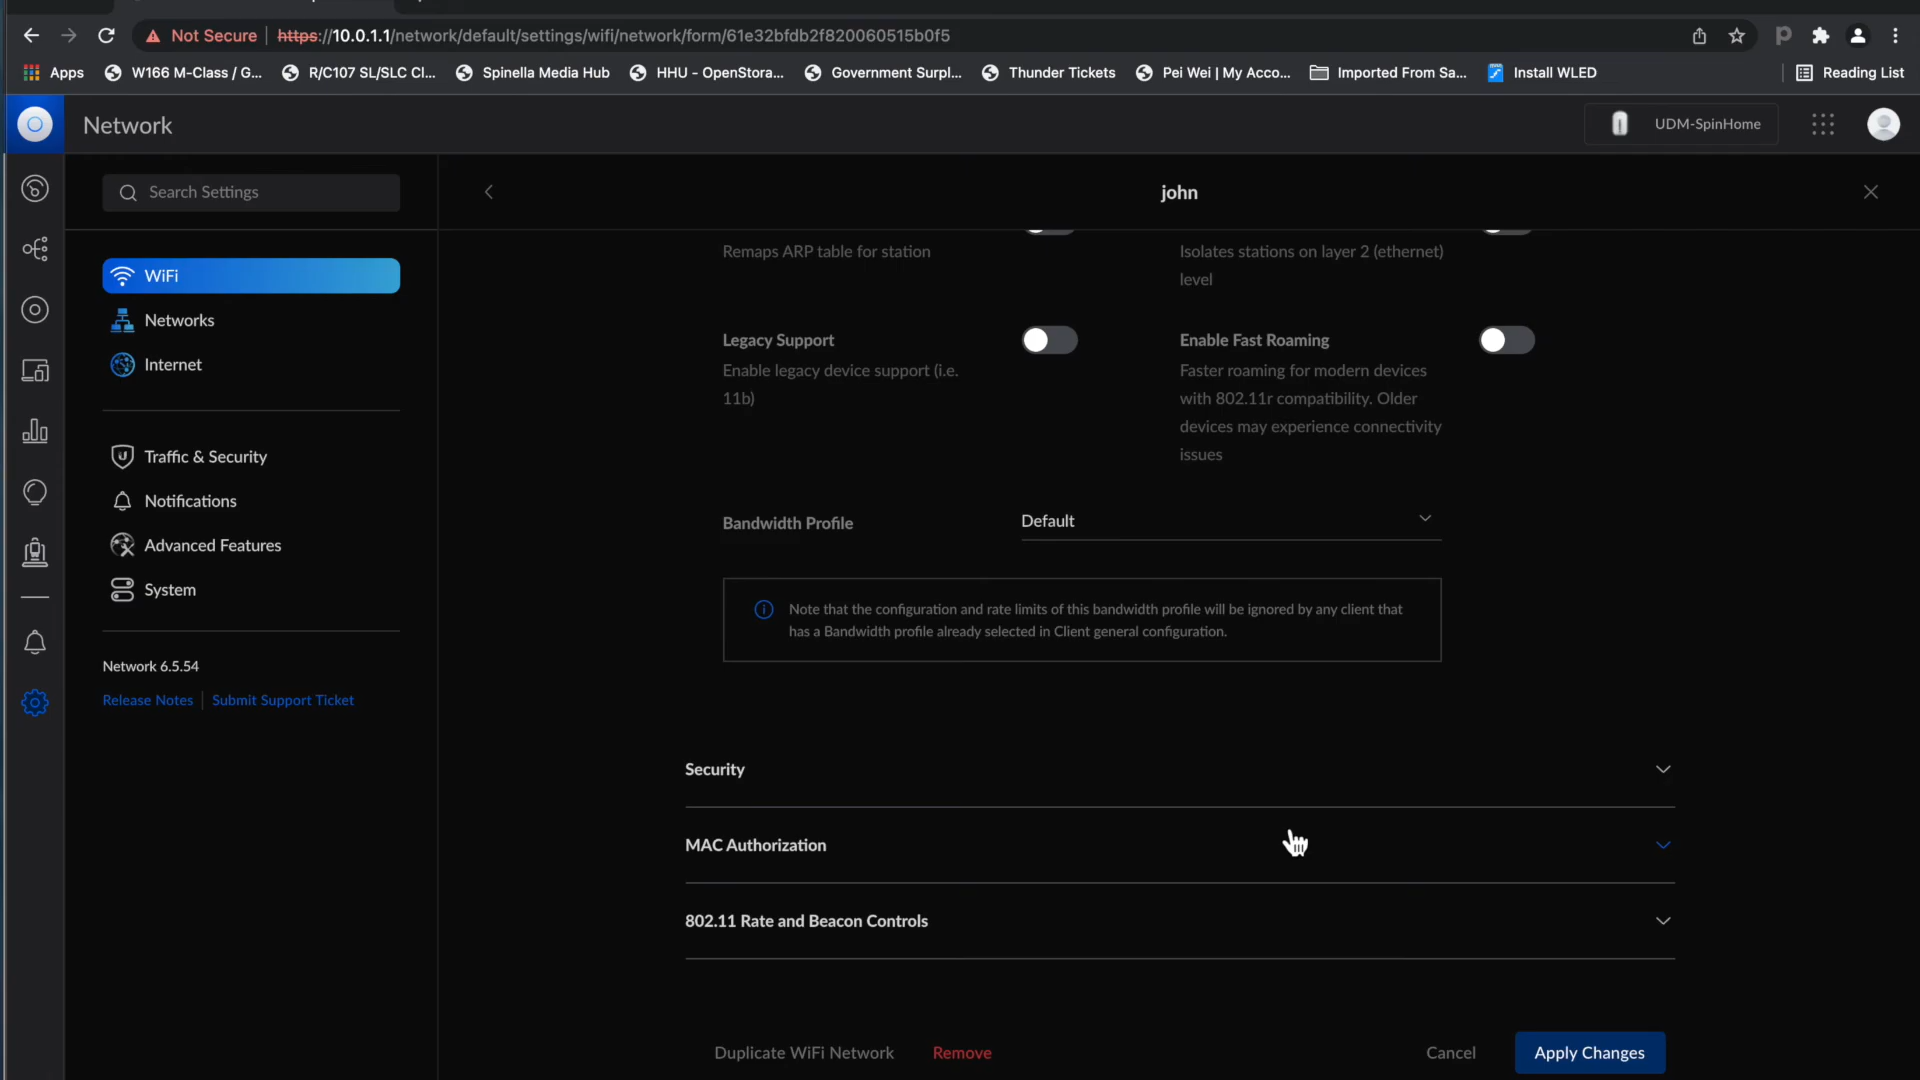 Not Secure https://10.0.1.1/network/default/settings/wifi/network/form/61e32bfdb2f820060515b0f5
Apps W166 M-Class / G... R/C107 SL/SLC Cl... Spinella Media Hub HHU - OpenStora... Government Surpl... Thunder Tickets Pei Wei | My Acco... Imported From Sa... Install WLED Reading List
Network UDM-SpinHome
Search Settings
john
WiFi
Networks
Internet
Traffic & Security
Notifications
Advanced Features
System
Network 6.5.54
Release Notes Submit Support Ticket
Remaps ARP table for station
Isolates stations on layer 2 (ethernet)
level
Legacy Support
Enable legacy device support (i.e.
11b)
Enable Fast Roaming
Faster roaming for modern devices
with 802.11r compatibility. Older
devices may experience connectivity
issues
Bandwidth Profile Default
Note that the configuration and rate limits of this bandwidth profile will be ignored by any client that
has a Bandwidth profile already selected in Client general configuration.
Security
MAC Authorization
802.11 Rate and Beacon Controls
Duplicate WiFi Network Remove Cancel Apply Changes